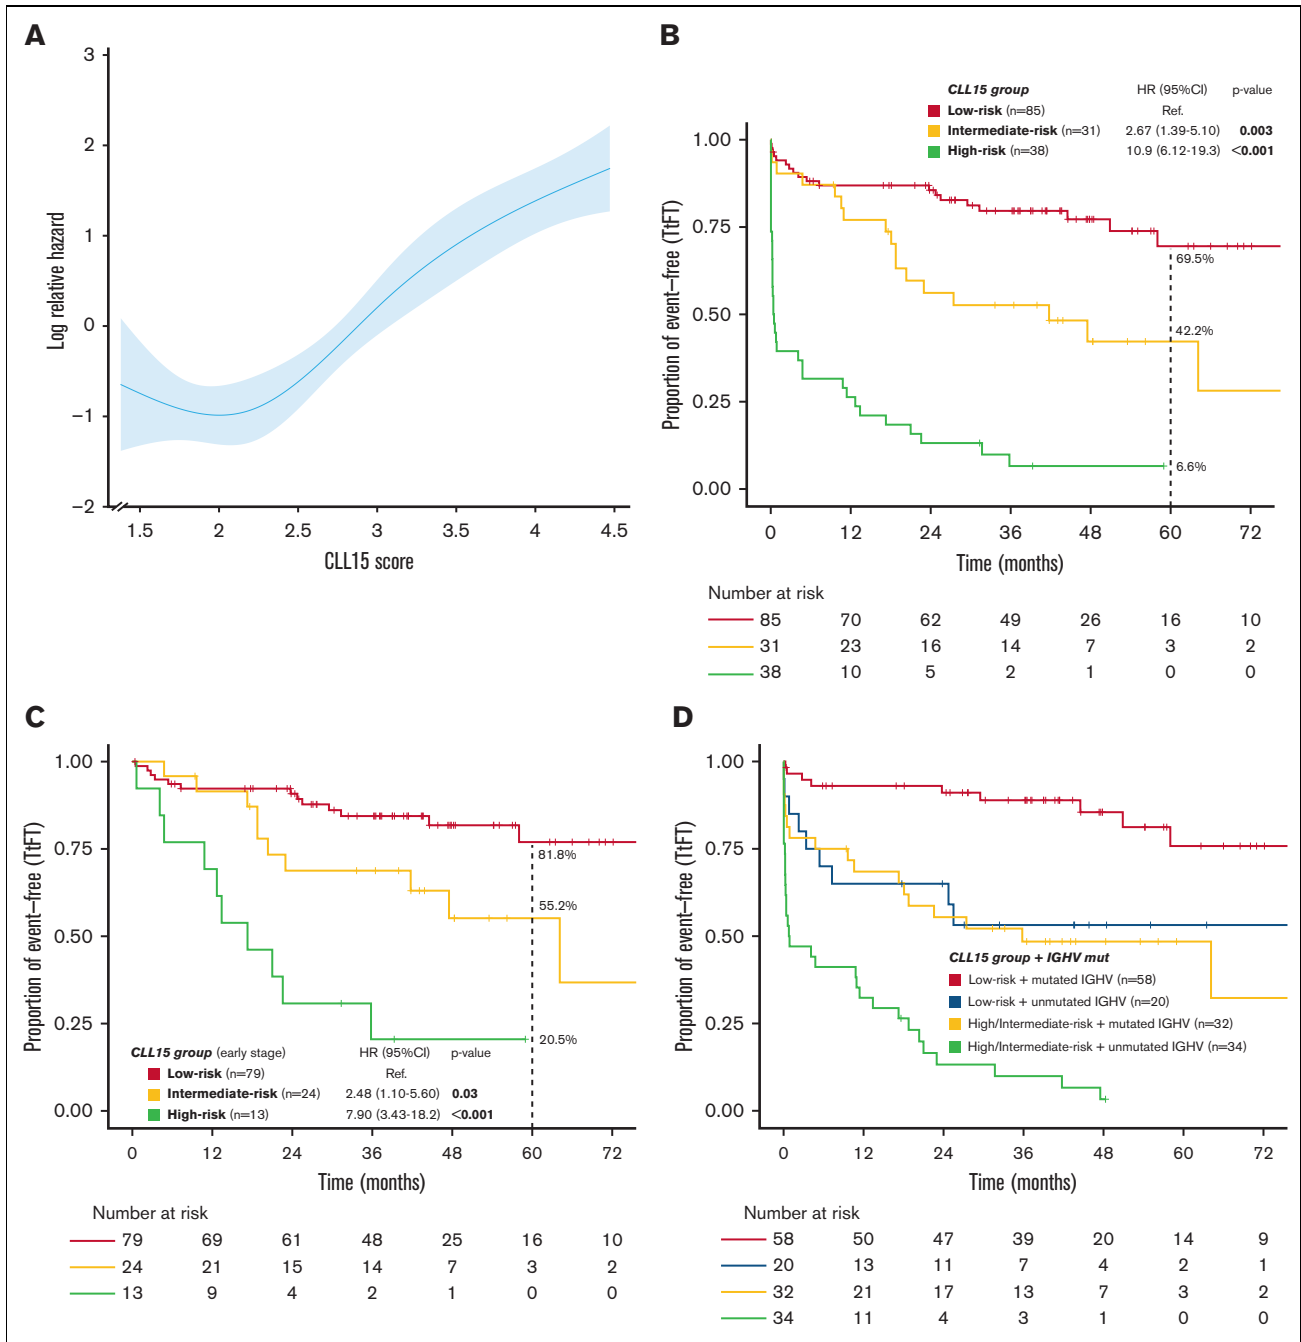 A
3
2
1
0
−1
−2
Log relative hazard
1.5 2 2.5 3 3.5 4 4.5
CLL15 score
B
CLL15 group HR (95%CI) p-value
Low-risk (n=85) Ref.
Intermediate-risk (n=31) 2.67 (1.39-5.10) 0.003
High-risk (n=38) 10.9 (6.12-19.3) <0.001
1.00
0.75
0.50
0.25
0.00
Proportion of event–free (TtFT)
69.5%
42.2%
6.6%
0 12 24 36 48 60 72
Time (months)
Number at risk
85 70 62 49 26 16 10
31 23 16 14 7 3 2
38 10 5 2 1 0 0
C
1.00
0.75
0.50
0.25
0.00
Proportion of event–free (TtFT)
81.8%
55.2%
20.5%
CLL15 group (early stage) HR (95%CI) p-value
Low-risk (n=79) Ref.
Intermediate-risk (n=24) 2.48 (1.10-5.60) 0.03
High-risk (n=13) 7.90 (3.43-18.2) <0.001
0 12 24 36 48 60 72
Time (months)
Number at risk
79 69 61 48 25 16 10
24 21 15 14 7 3 2
13 9 4 2 1 0 0
D
1.00
0.75
0.50
0.25
0.00
Proportion of event–free (TtFT)
CLL15 group + IGHV mut
Low-risk + mutated IGHV (n=58)
Low-risk + unmutated IGHV (n=20)
High/Intermediate-risk + mutated IGHV (n=32)
High/Intermediate-risk + unmutated IGHV (n=34)
0 12 24 36 48 60 72
Time (months)
Number at risk
58 50 47 39 20 14 9
20 13 11 7 4 2 1
32 21 17 13 7 3 2
34 11 4 3 1 0 0